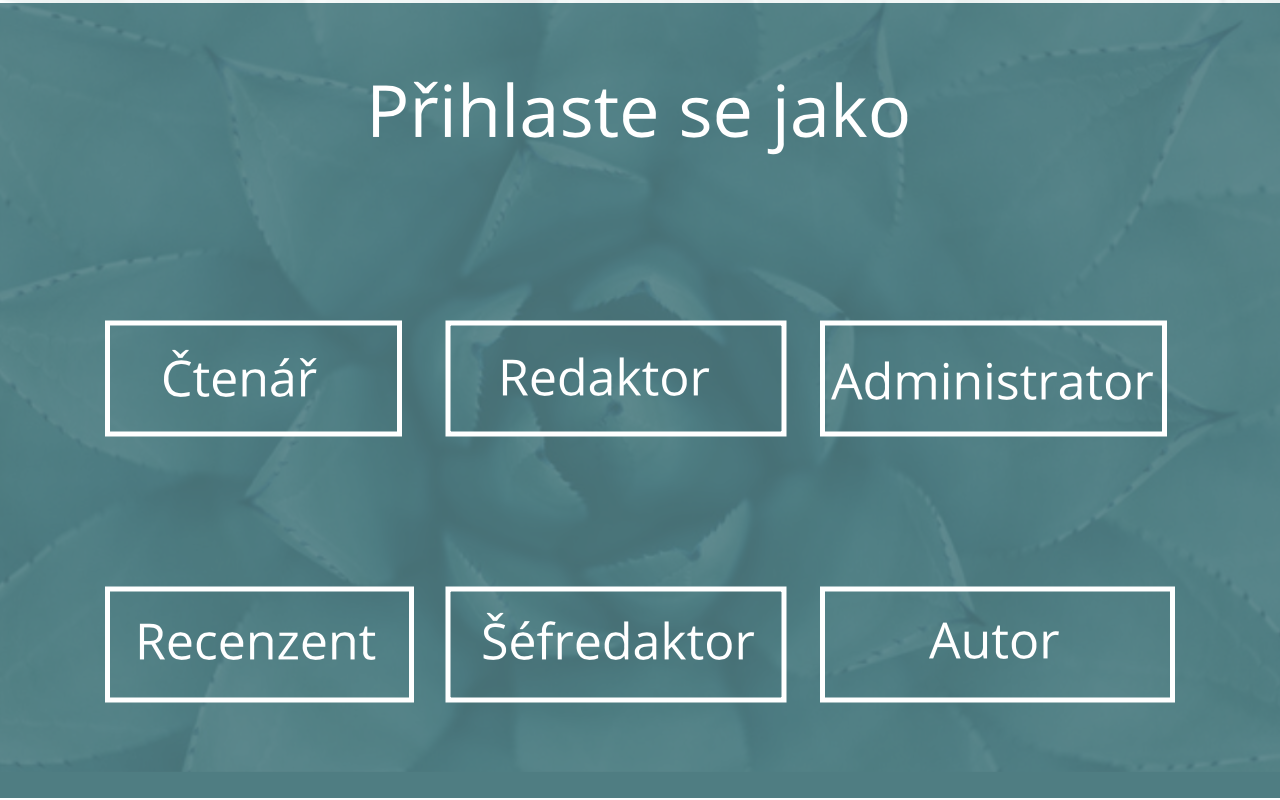 Přihlaste se jako
Čtenář
Redaktor
Administrator
Recenzent
Šéfredaktor
Autor